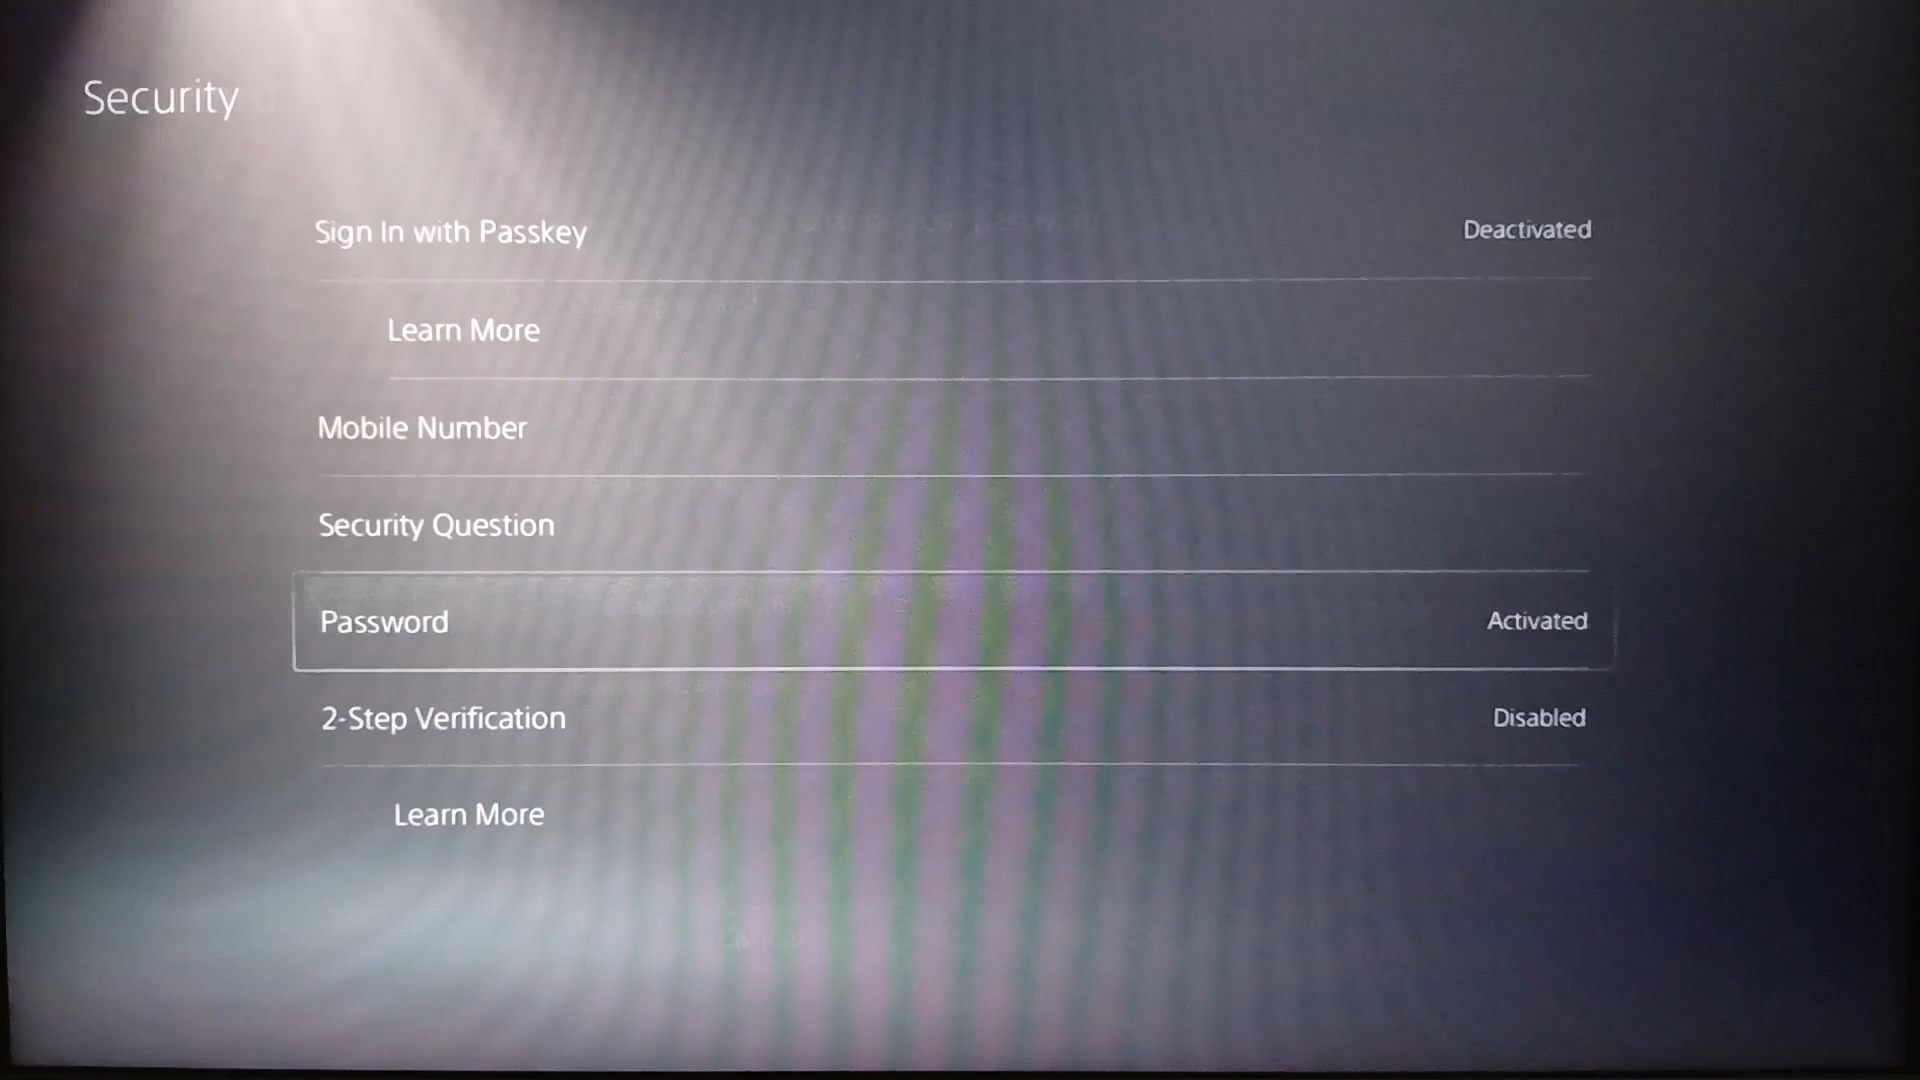 Security
Sign In with Passkey Deactivated
Learn More
Mobile Number
Security Question
Password Activated
2-Step Verification Disabled
Learn More